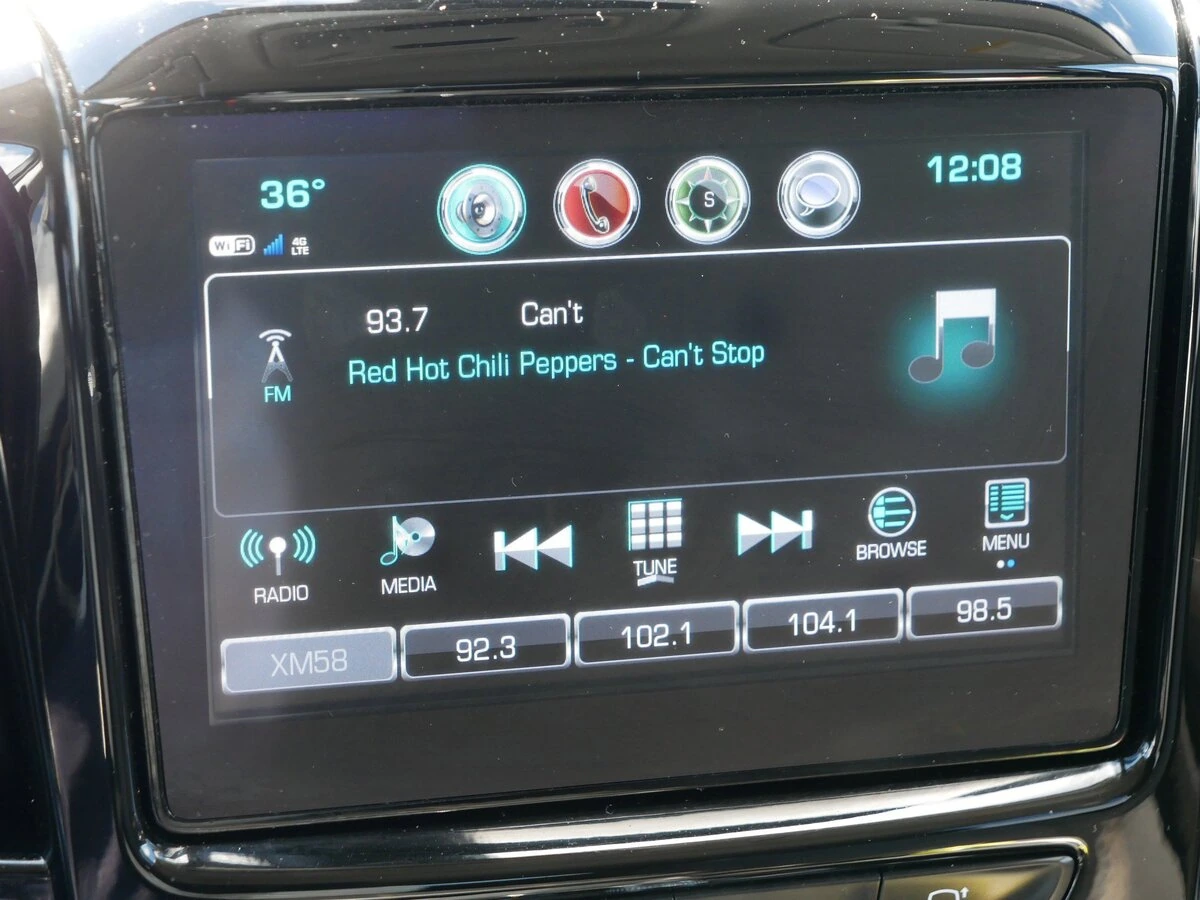 36°
12:08
WiFi
4G
LTE
S
93.7 Can't
Red Hot Chili Peppers - Can't Stop
FM
RADIO
MEDIA
TUNE
BROWSE
MENU
XM58
92.3
102.1
104.1
98.5